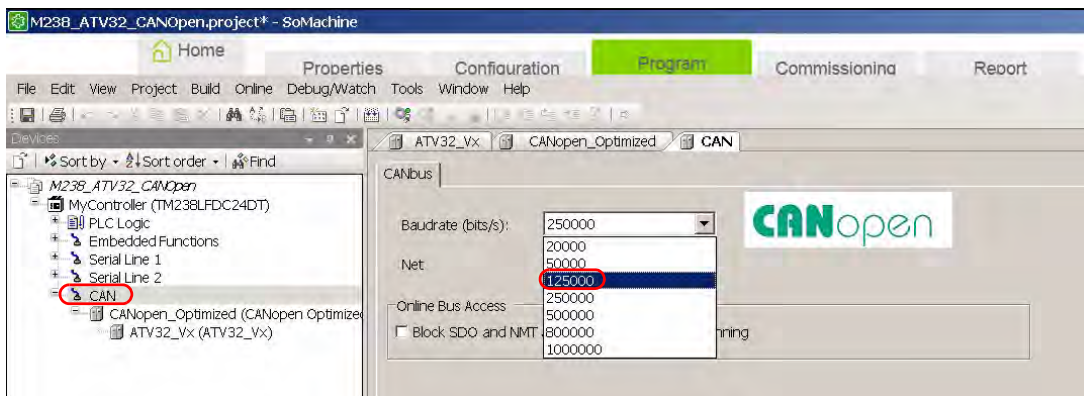 M238_ATV32_CANOpen.project* - SoMachine
Home
Properties Configuration Program Commissioning Report
File Edit View Project Build Online Debug/Watch Tools Window Help
Devices
ATV32_Vx CANopen_Optimized CAN
Sort by Sort order Find
CANbus
M238_ATV32_CANOpen
MyController (TM238LFDC24DT)
PLC Logic
Embedded Functions
Serial Line 1
Serial Line 2
CAN
CANopen_Optimized (CANopen Optimized
ATV32_Vx (ATV32_Vx)
Baudrate (bits/s): 250000
CANopen
20000
Net 50000
125000
250000
Online Bus Access 500000
Block SDO and NMT 800000 nning
1000000